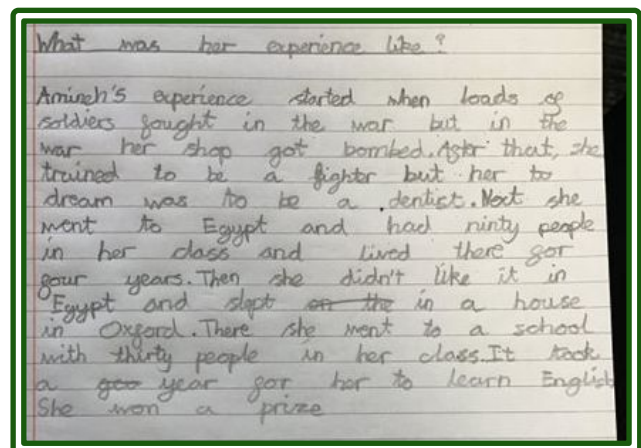 What was her experience like?
Amineh's experience started when loads of
soldiers fought in the war but in the
war her shop got bombed. After that, she
trained to be a fighter but her to
dream was to be a dentist. Next she
went to Egypt and had ninty people
in her class and lived there for
four years. Then she didn't like it in
Egypt and slept on the in a house
in Oxford. There she went to a school
with thirty people in her class. It took
a year for her to learn English
She won a prize